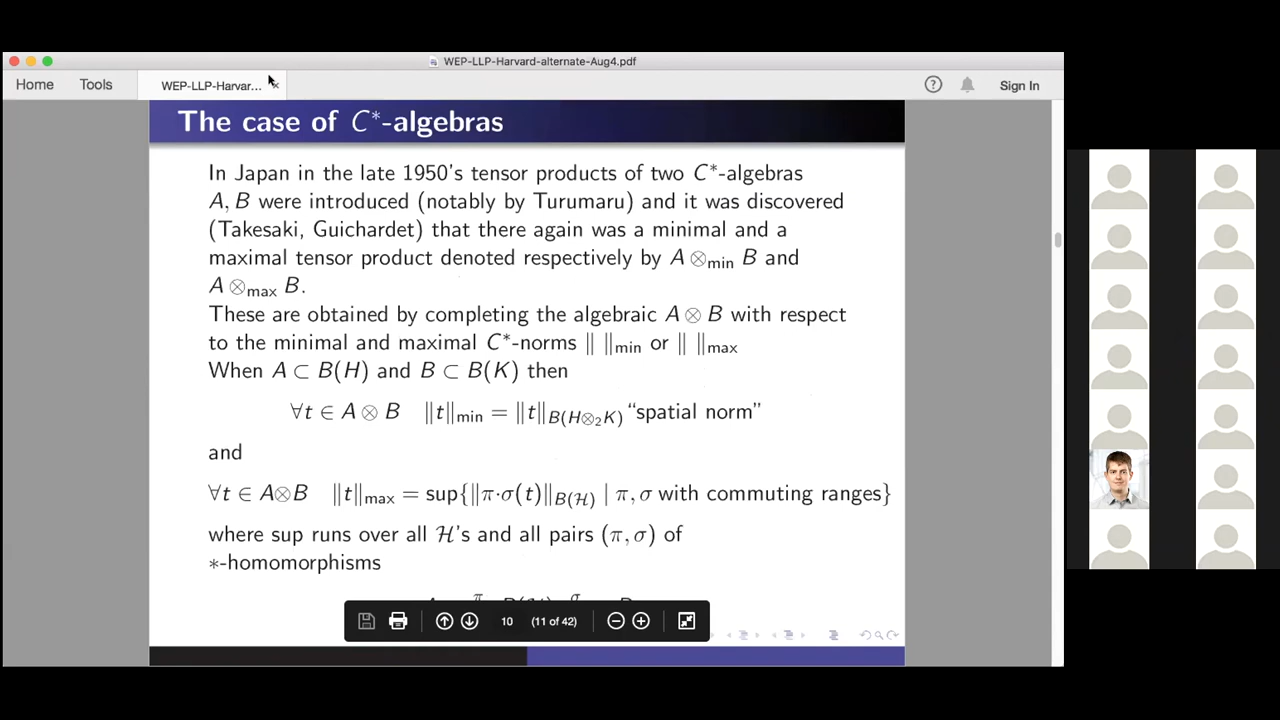 WEP-LLP-Harvard-alternate-Aug4.pdf
Home Tools WEP-LLP-Harvar... × ? Sign In
The case of C*-algebras
In Japan in the late 1950's tensor products of two C*-algebras
A, B were introduced (notably by Turumaru) and it was discovered
(Takesaki, Guichardet) that there again was a minimal and a
maximal tensor product denoted respectively by A ⊗min B and
A ⊗max B.
These are obtained by completing the algebraic A ⊗ B with respect
to the minimal and maximal C*-norms ‖ ‖min or ‖ ‖max
When A ⊂ B(H) and B ⊂ B(K) then
∀t ∈ A ⊗ B ‖t‖min = ‖t‖B(H⊗₂K) “spatial norm”
and
∀t ∈ A⊗B ‖t‖max = sup{‖π·σ(t)‖B(ℋ) | π, σ with commuting ranges}
where sup runs over all ℋ's and all pairs (π, σ) of
∗-homomorphisms
10 (11 of 42)